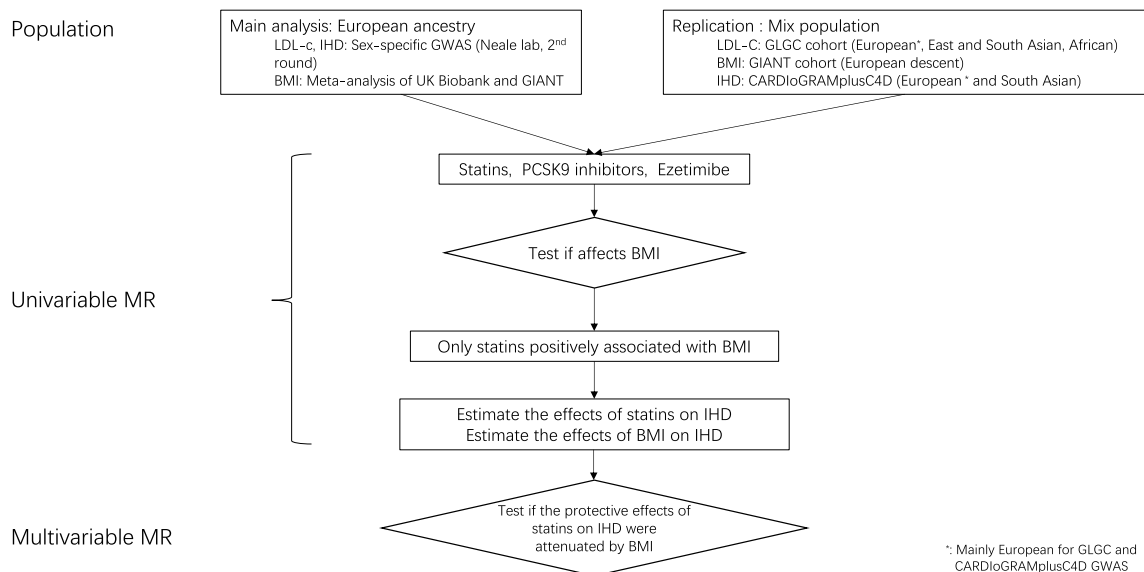 Population
Main analysis: European ancestry
LDL-c, IHD: Sex-specific GWAS (Neale lab, 2nd
round)
BMI: Meta-analysis of UK Biobank and GIANT
Replication : Mix population
LDL-C: GLGC cohort (European*, East and South Asian, African)
BMI: GIANT cohort (European descent)
IHD: CARDIoGRAMplusC4D (European * and South Asian)
Statins, PCSK9 inhibitors, Ezetimibe
Test if affects BMI
Univariable MR
Only statins positively associated with BMI
Estimate the effects of statins on IHD
Estimate the effects of BMI on IHD
Multivariable MR
Test if the protective effects of
statins on IHD were
attenuated by BMI
*: Mainly European for GLGC and
CARDIoGRAMplusC4D GWAS